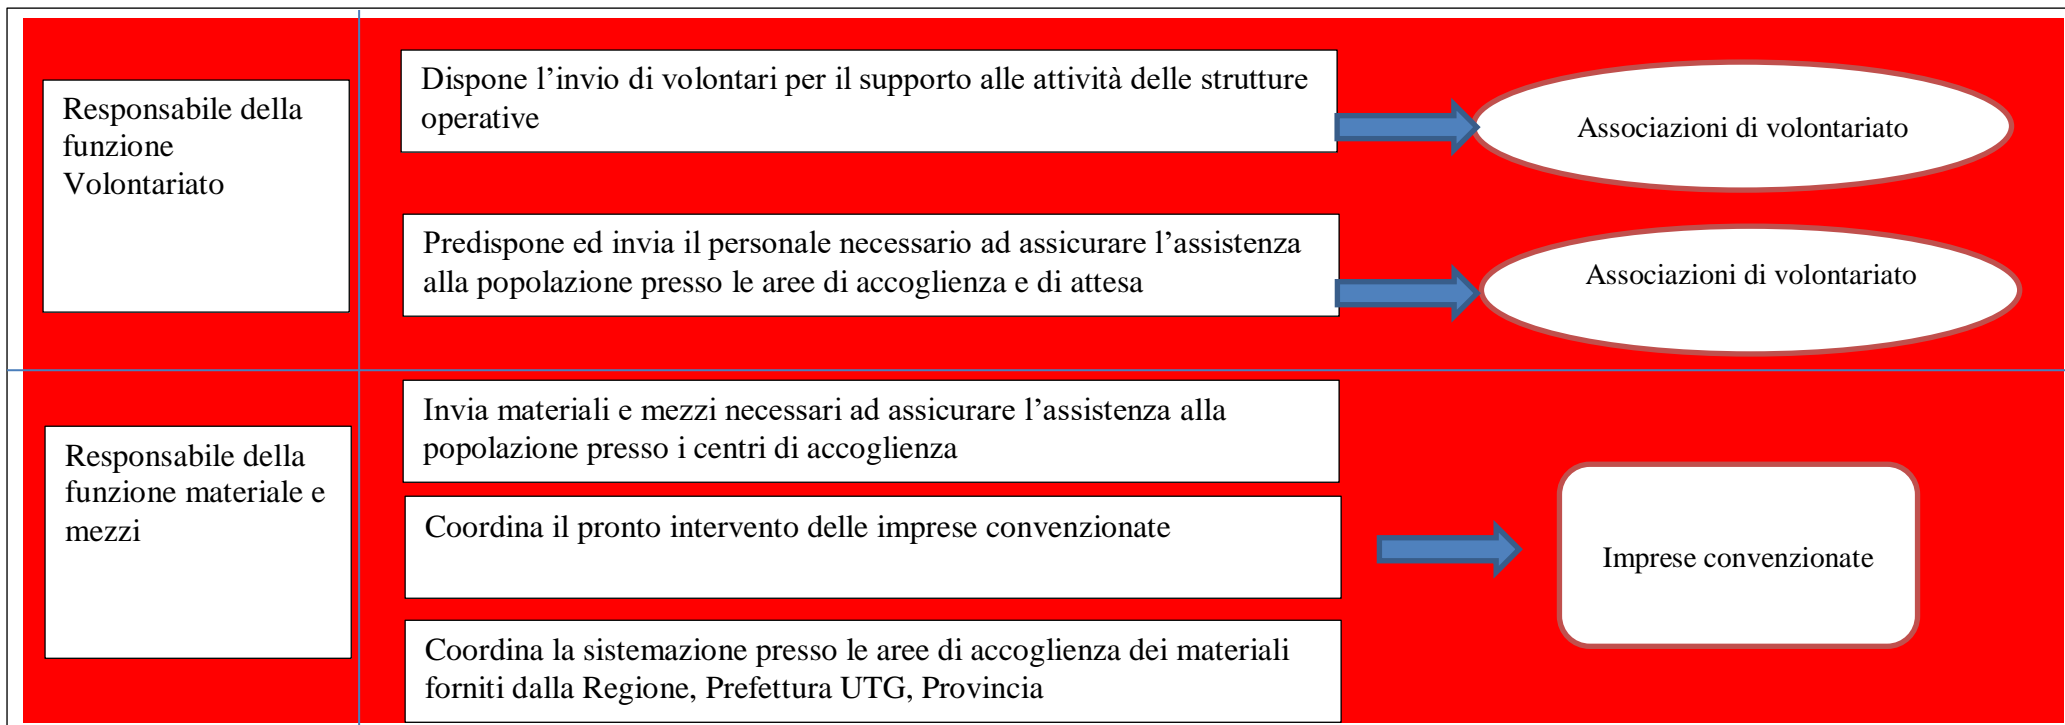 Responsabile della
funzione
Volontariato
Dispone l’invio di volontari per il supporto alle attività delle strutture
operative
Associazioni di volontariato
Predispone ed invia il personale necessario ad assicurare l’assistenza
alla popolazione presso le aree di accoglienza e di attesa
Associazioni di volontariato
Responsabile della
funzione materiale e
mezzi
Invia materiali e mezzi necessari ad assicurare l’assistenza alla
popolazione presso i centri di accoglienza
Coordina il pronto intervento delle imprese convenzionate
Imprese convenzionate
Coordina la sistemazione presso le aree di accoglienza dei materiali
forniti dalla Regione, Prefettura UTG, Provincia